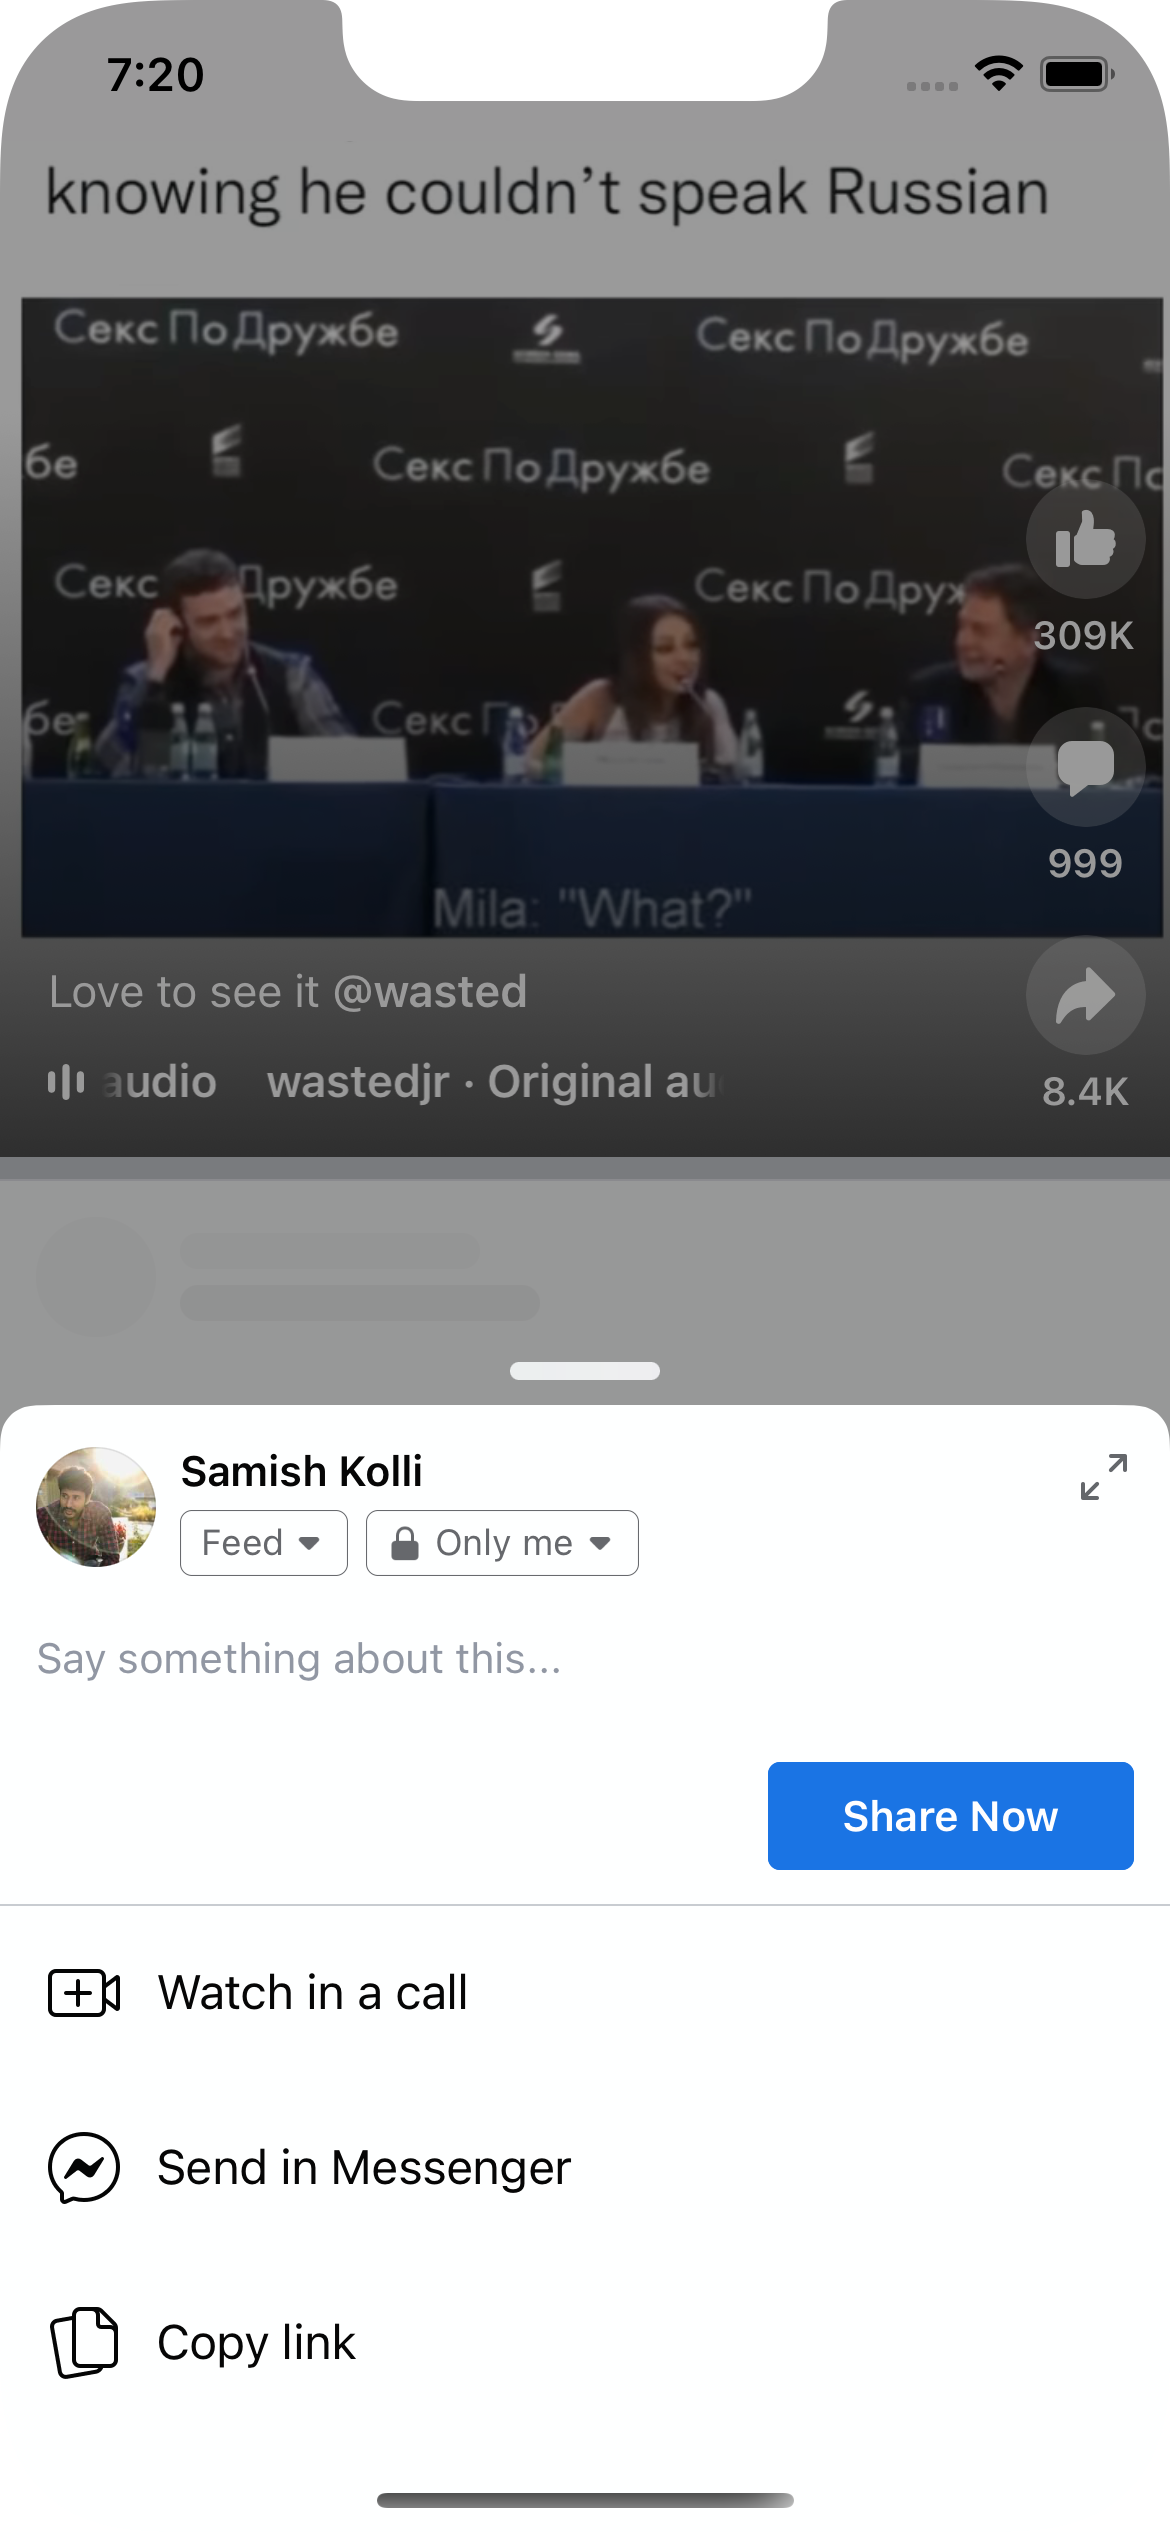 7:20
knowing he couldn’t speak Russian
Секс По Дружбе
Секс По Дружбе
бе
Секс По Дружбе
Секс По
Секс Дружбе
Секс По Друж
бе
Секс По
Mila: "What?"
309K
999
8.4K
Love to see it @wasted
audio wastedjr · Original au
Samish Kolli
Feed
Only me
Say something about this...
Share Now
Watch in a call
Send in Messenger
Copy link